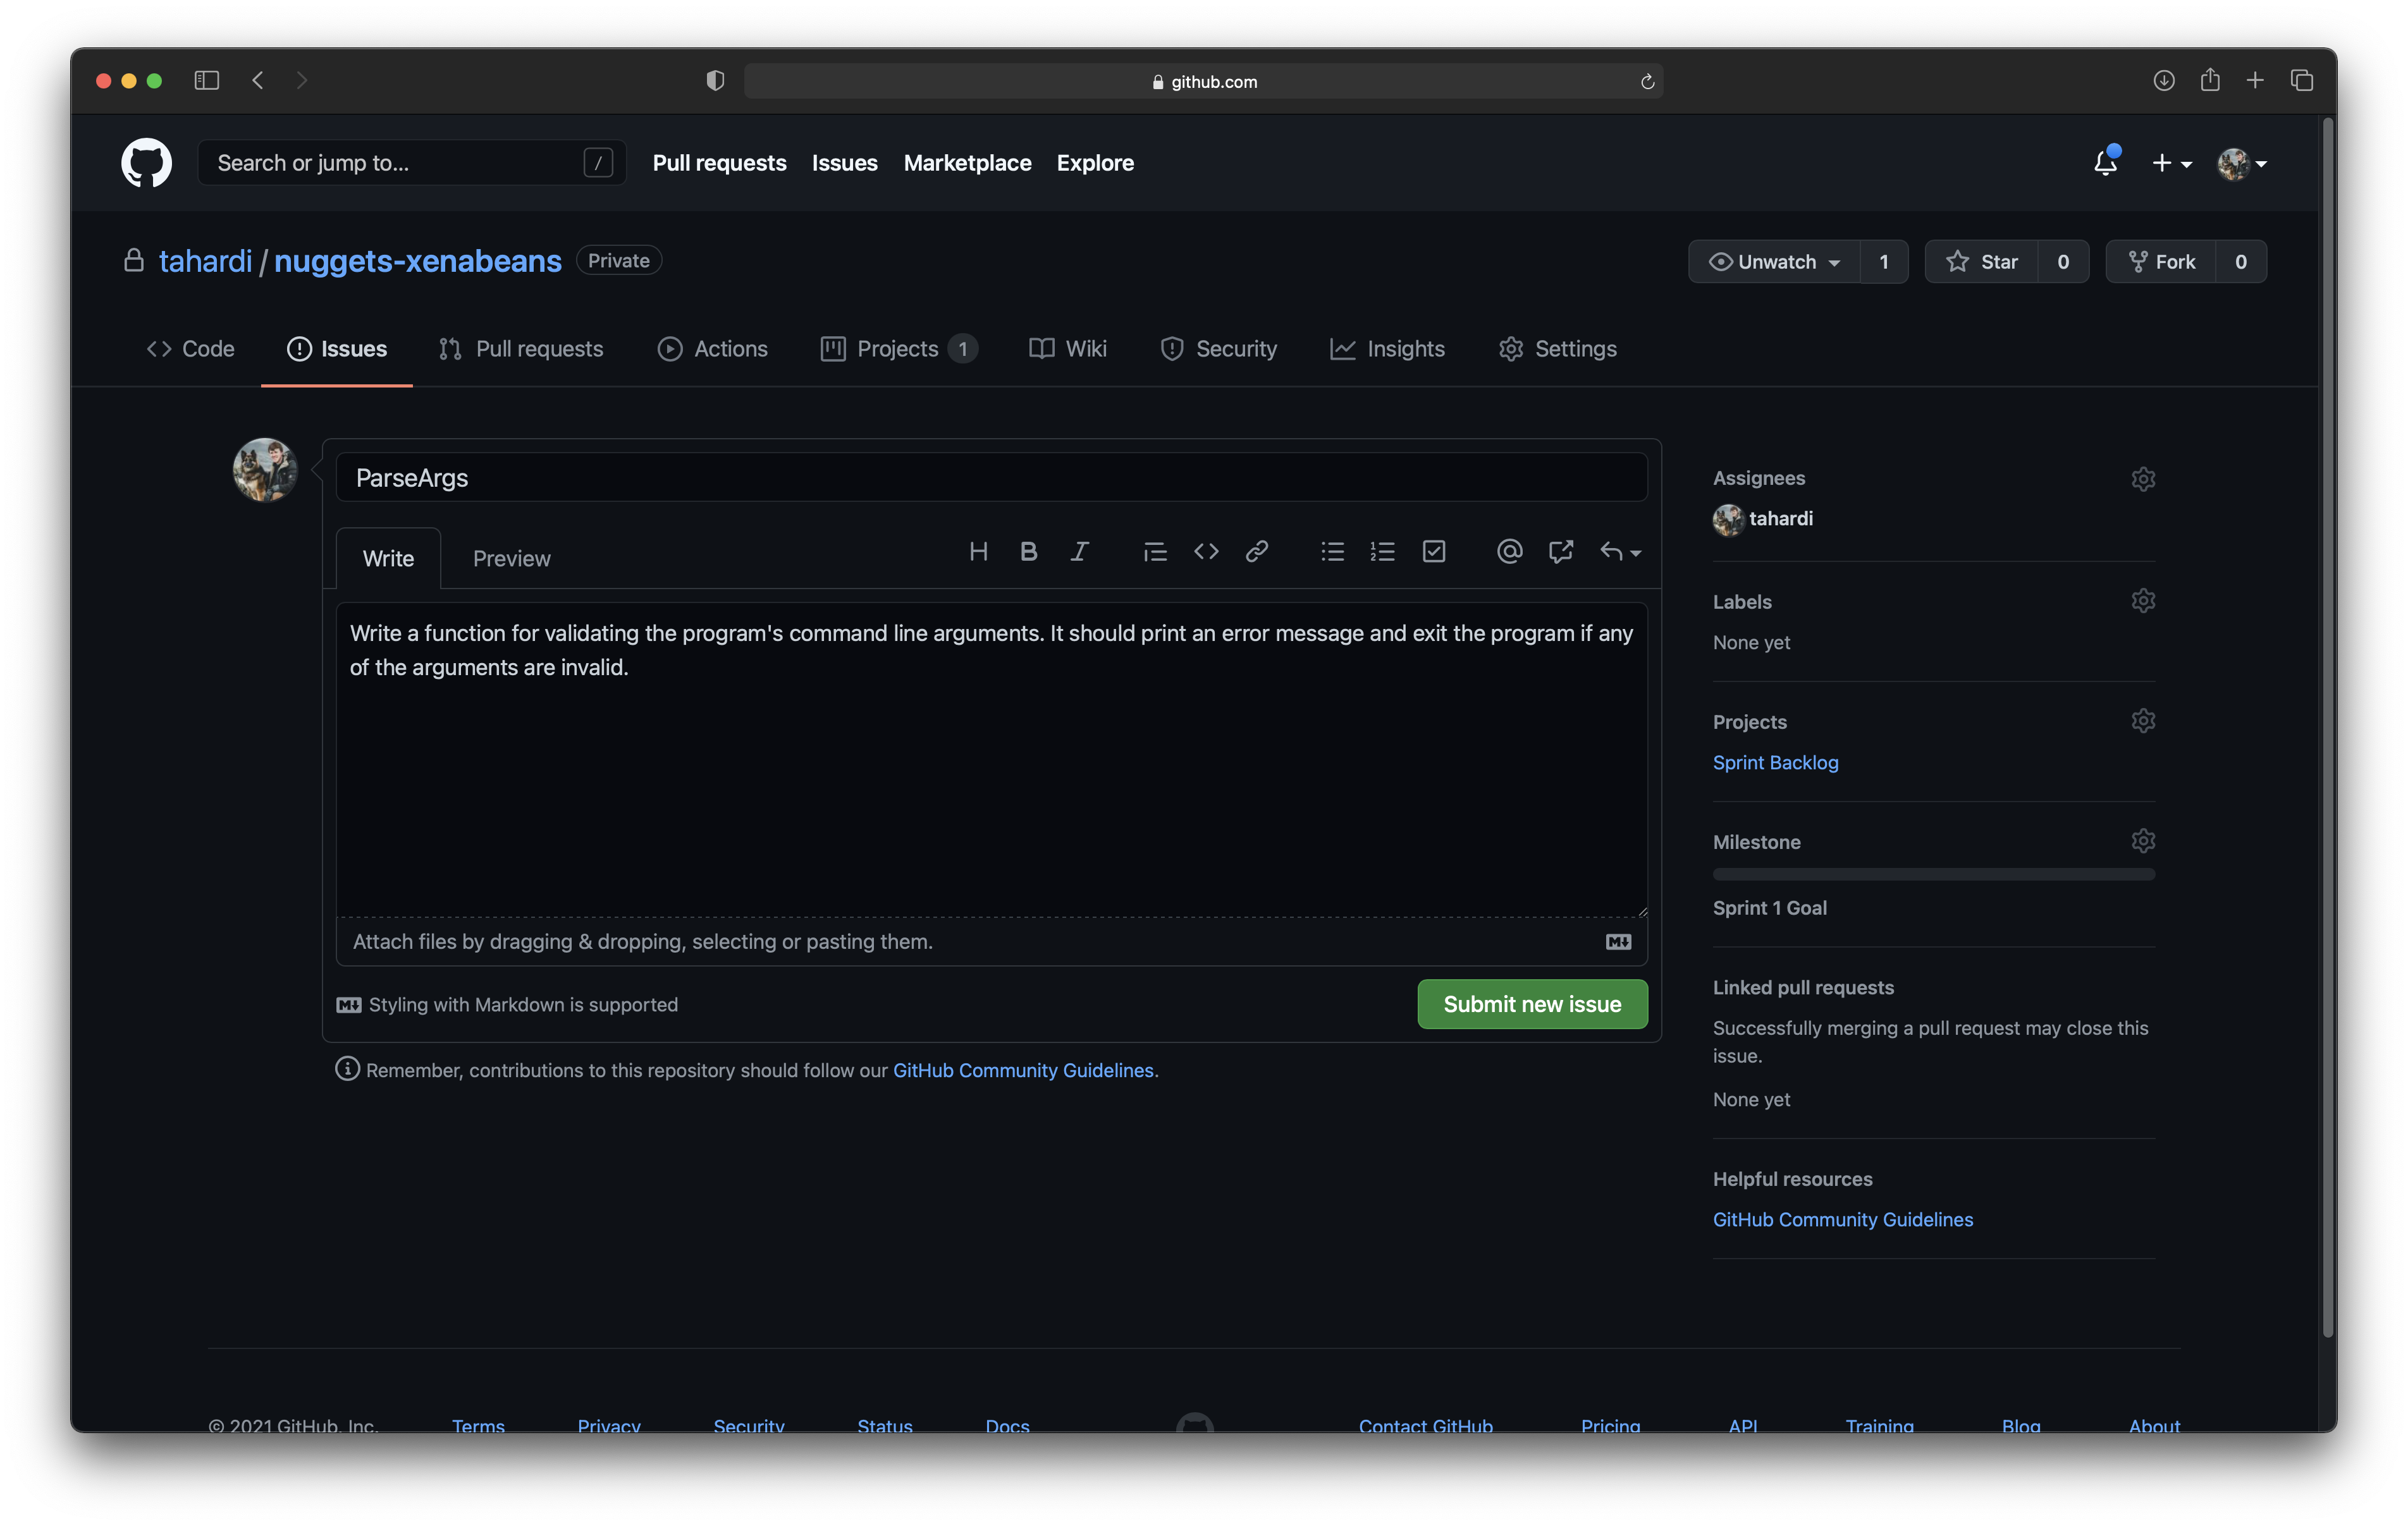 github.com
Search or jump to... /
Pull requests Issues Marketplace Explore
tahardi / nuggets-xenabeans Private
Unwatch 1 Star 0 Fork 0
Code Issues Pull requests Actions Projects 1 Wiki Security Insights Settings
ParseArgs
Write Preview
Write a function for validating the program's command line arguments. It should print an error message and exit the program if any
of the arguments are invalid.
Attach files by dragging & dropping, selecting or pasting them.
Styling with Markdown is supported
Submit new issue
Remember, contributions to this repository should follow our GitHub Community Guidelines.
Assignees
tahardi
Labels
None yet
Projects
Sprint Backlog
Milestone
Sprint 1 Goal
Linked pull requests
Successfully merging a pull request may close this
issue.
None yet
Helpful resources
GitHub Community Guidelines
© 2021 GitHub, Inc. Terms Privacy Security Status Docs Contact GitHub Pricing API Training Blog About